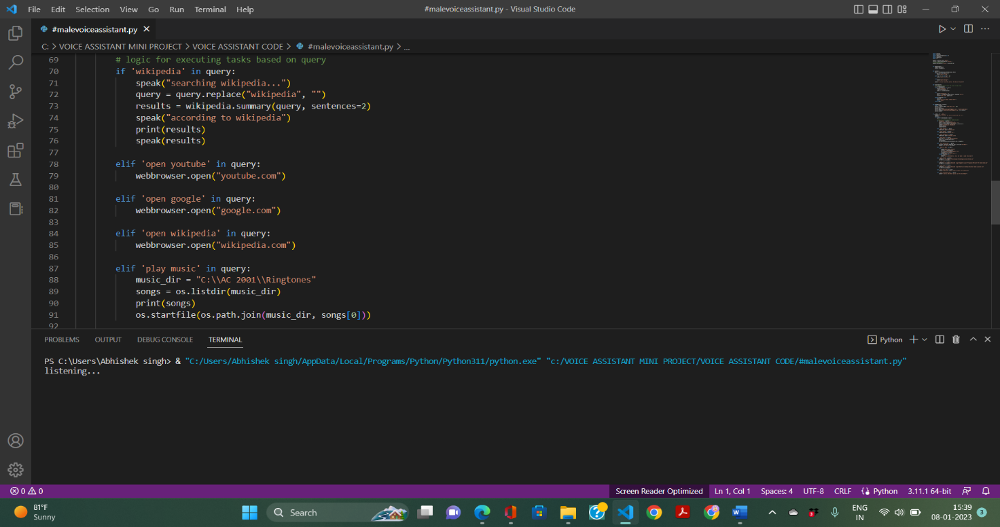 File Edit Selection View Go Run Terminal Help #malevoiceassistant.py - Visual Studio Code
#malevoiceassistant.py
C: > VOICE ASSISTANT MINI PROJECT > VOICE ASSISTANT CODE > #malevoiceassistant.py > ...
69 # logic for executing tasks based on query
70 if 'wikipedia' in query:
71 speak("searching wikipedia...")
72 query = query.replace("wikipedia", "")
73 results = wikipedia.summary(query, sentences=2)
74 speak("according to wikipedia")
75 print(results)
76 speak(results)
77
78 elif 'open youtube' in query:
79 webbrowser.open("youtube.com")
80
81 elif 'open google' in query:
82 webbrowser.open("google.com")
83
84 elif 'open wikipedia' in query:
85 webbrowser.open("wikipedia.com")
86
87 elif 'play music' in query:
88 music_dir = "C:\\AC 2001\\Ringtones"
89 songs = os.listdir(music_dir)
90 print(songs)
91 os.startfile(os.path.join(music_dir, songs[0]))
92
PROBLEMS OUTPUT DEBUG CONSOLE TERMINAL Python
PS C:\Users\Abhishek singh> & "C:/Users/Abhishek singh/AppData/Local/Programs/Python/Python311/python.exe" "c:/VOICE ASSISTANT MINI PROJECT/VOICE ASSISTANT CODE/#malevoiceassistant.py"
listening...
0 0 Screen Reader Optimized Ln 1, Col 1 Spaces: 4 UTF-8 CRLF Python 3.11.1 64-bit
81°F
Sunny
Search
ENG
IN
15:39
08-01-2023
3